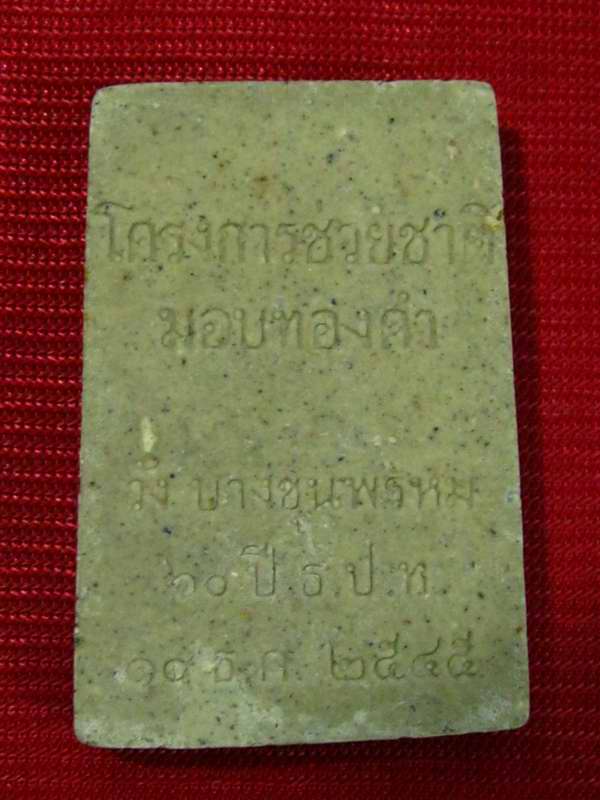 โครงการช่วยชาติ
มอบทองคำ
วัง บางขุนพรหม
๖๐ ปี ธ.ป.ท.
๑๔ ธ.ค. ๒๕๔๕